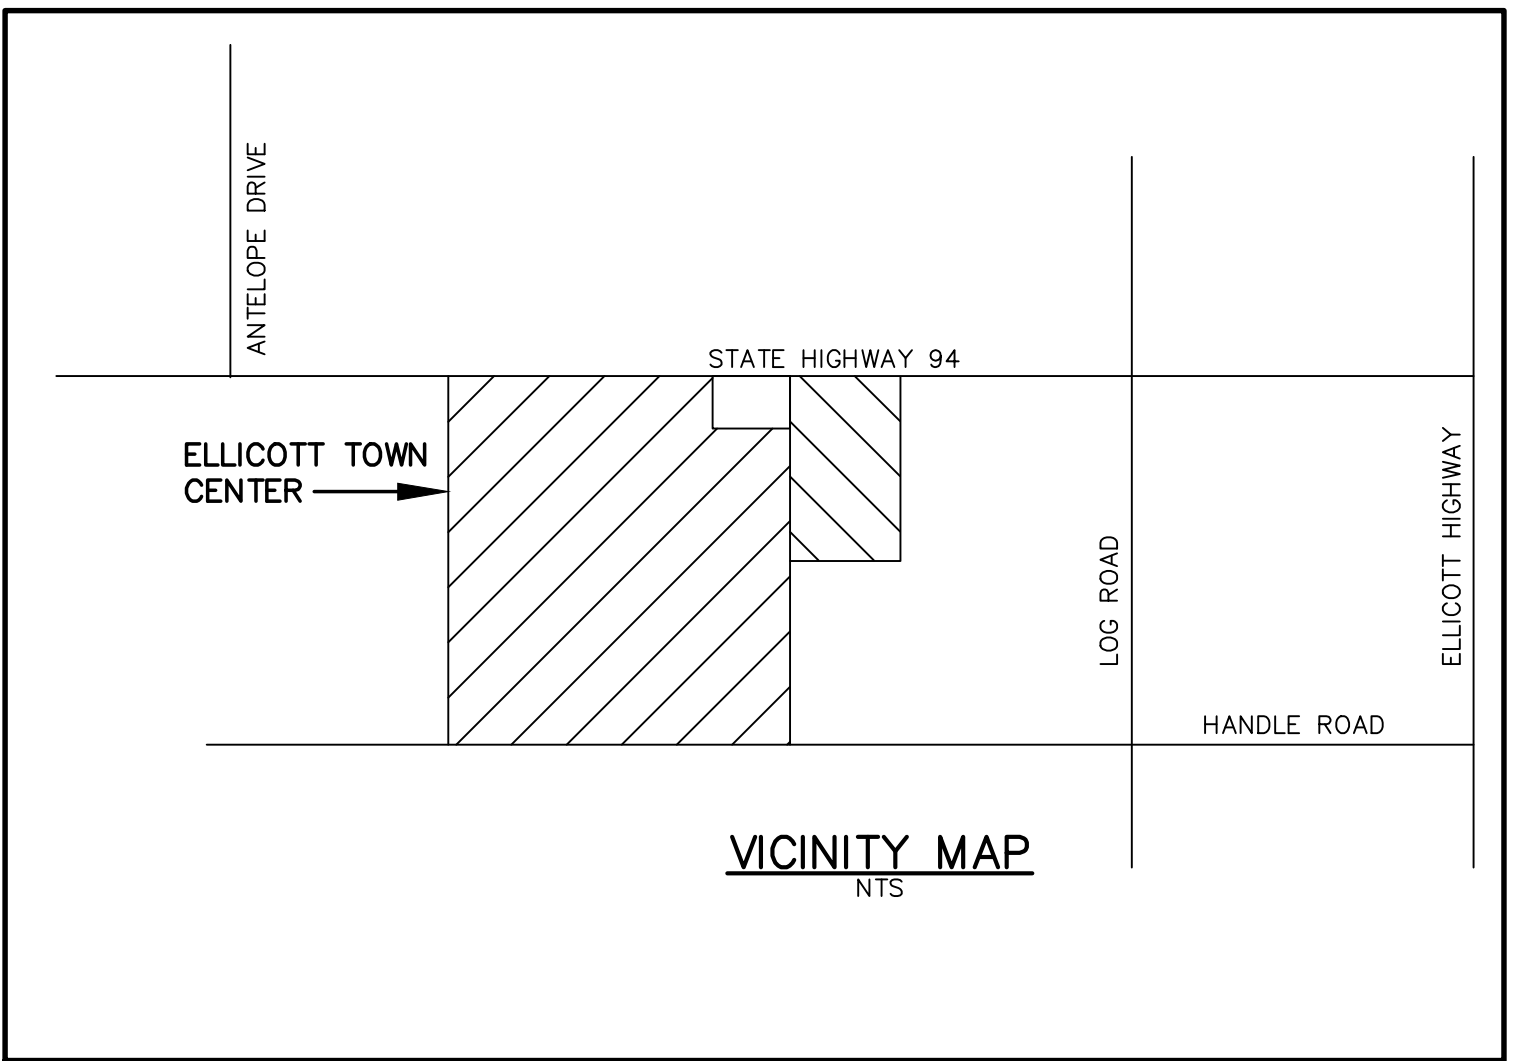 ANTELOPE DRIVE
STATE HIGHWAY 94
ELLICOTT TOWN
CENTER
LOG ROAD
ELLICOTT HIGHWAY
HANDLE ROAD
VICINITY MAP
NTS